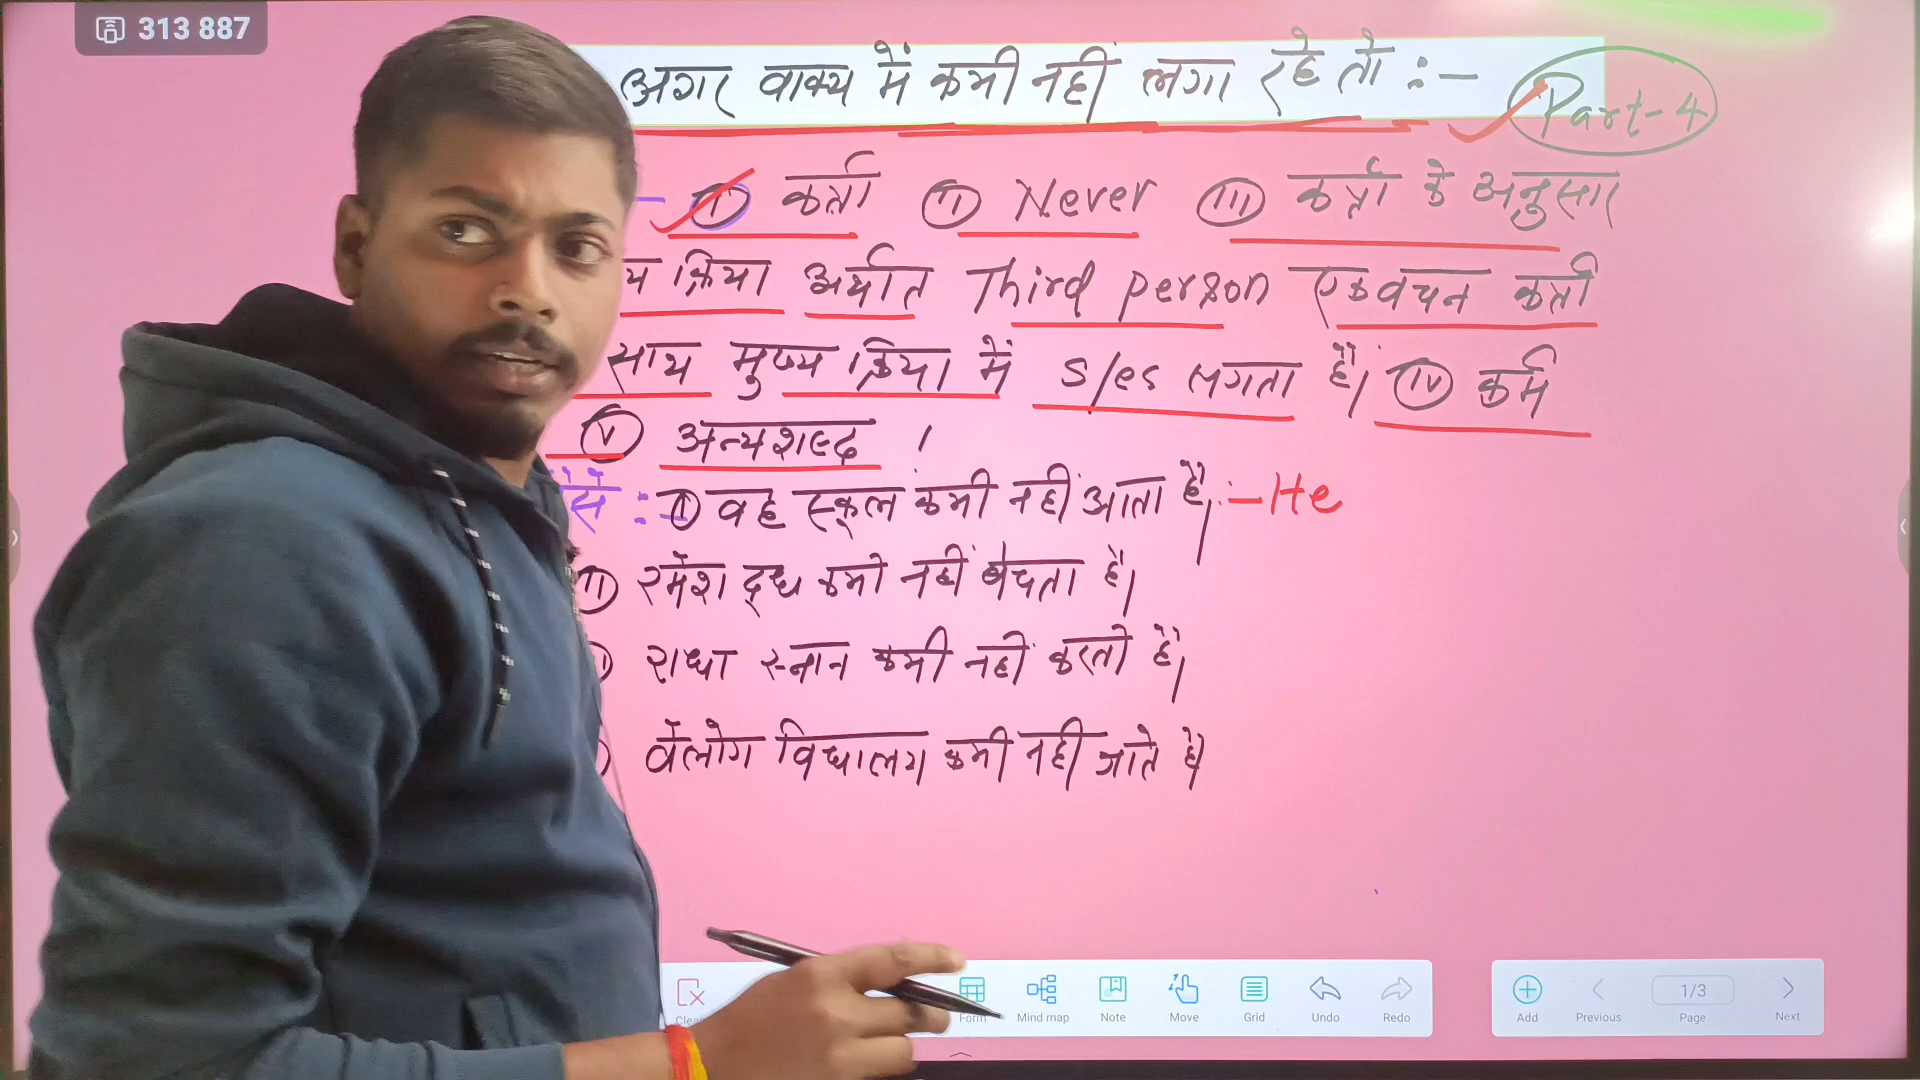 313 887
अगर वाक्य में कभी नहीं लगा रहे तो :-
Part-4
- (I) कर्ता (II) Never (III) कर्ता के अनुसार
य क्रिया अर्थात Third person एकवचन कर्ता
साथ मुख्य क्रिया में s/es लगता है। (IV) कर्म
(V) अन्य शब्द ।
से :- (I) वह स्कूल कभी नहीं आता है। :- He
(II) रमेश दूध कभी नहीं बेचता है।
राधा स्नान कभी नहीं करती है।
वेलोग विद्यालय कभी नहीं जाते है।
Clear Form Mind map Note Move Grid Undo Redo
Add Previous 1/3 Page Next